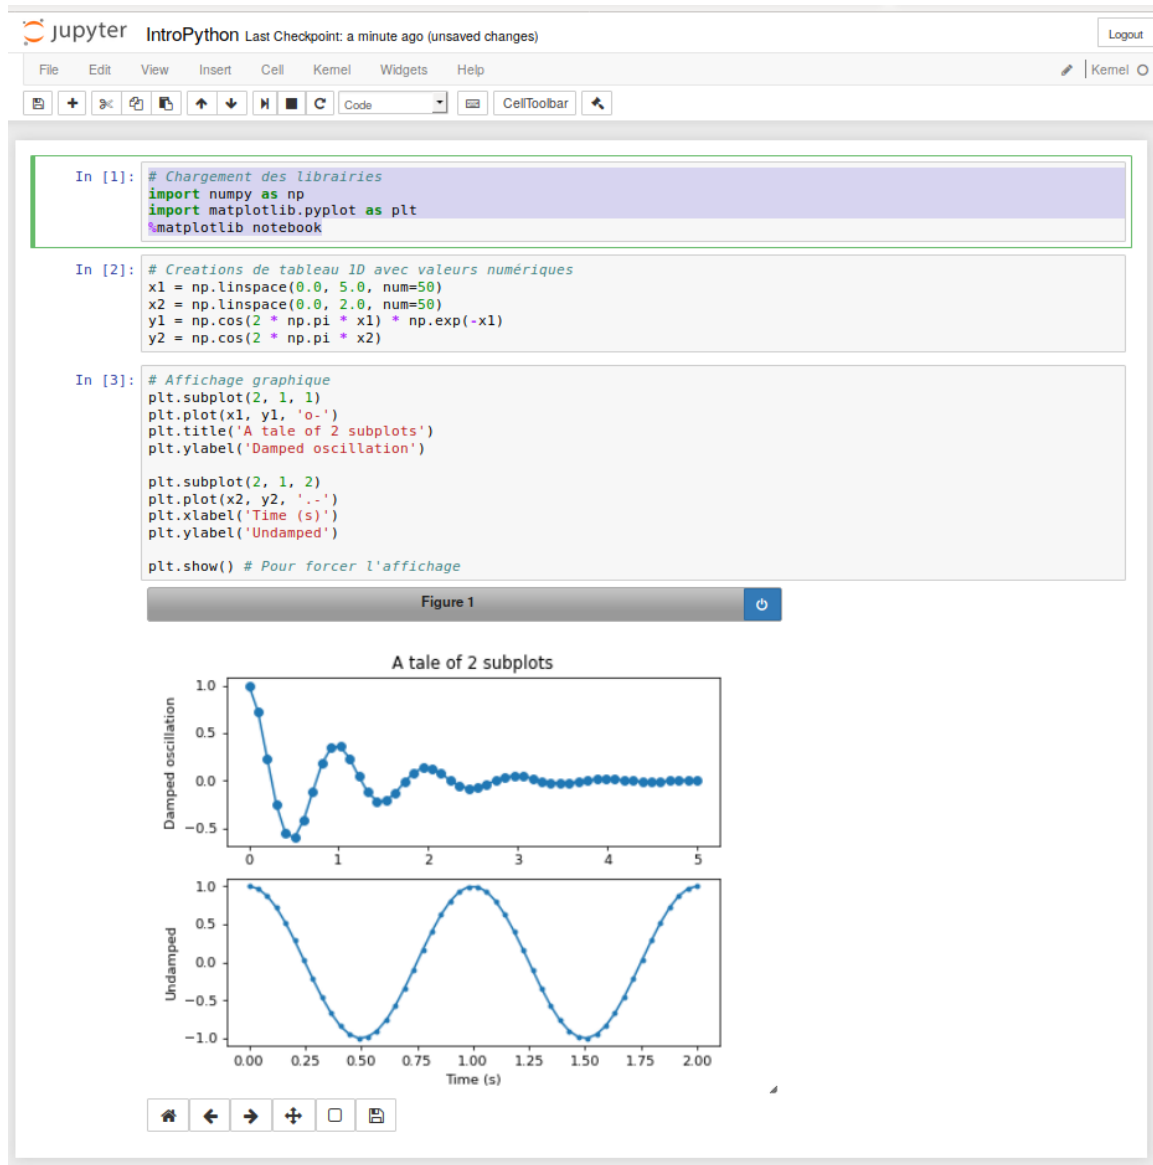 jupyter IntroPython Last Checkpoint: a minute ago (unsaved changes) Logout
File Edit View Insert Cell Kernel Widgets Help Kernel
Code CellToolbar
In [1]: # Chargement des librairies
import numpy as np
import matplotlib.pyplot as plt
%matplotlib notebook
In [2]: # Creations de tableau 1D avec valeurs numériques
x1 = np.linspace(0.0, 5.0, num=50)
x2 = np.linspace(0.0, 2.0, num=50)
y1 = np.cos(2 * np.pi * x1) * np.exp(-x1)
y2 = np.cos(2 * np.pi * x2)
In [3]: # Affichage graphique
plt.subplot(2, 1, 1)
plt.plot(x1, y1, 'o-')
plt.title('A tale of 2 subplots')
plt.ylabel('Damped oscillation')
plt.subplot(2, 1, 2)
plt.plot(x2, y2, '.-')
plt.xlabel('Time (s)')
plt.ylabel('Undamped')
plt.show() # Pour forcer l'affichage
Figure 1
A tale of 2 subplots
Damped oscillation
1.0
0.5
0.0
−0.5
0 1 2 3 4 5
Undamped
1.0
0.5
0.0
−0.5
−1.0
0.00 0.25 0.50 0.75 1.00 1.25 1.50 1.75 2.00
Time (s)